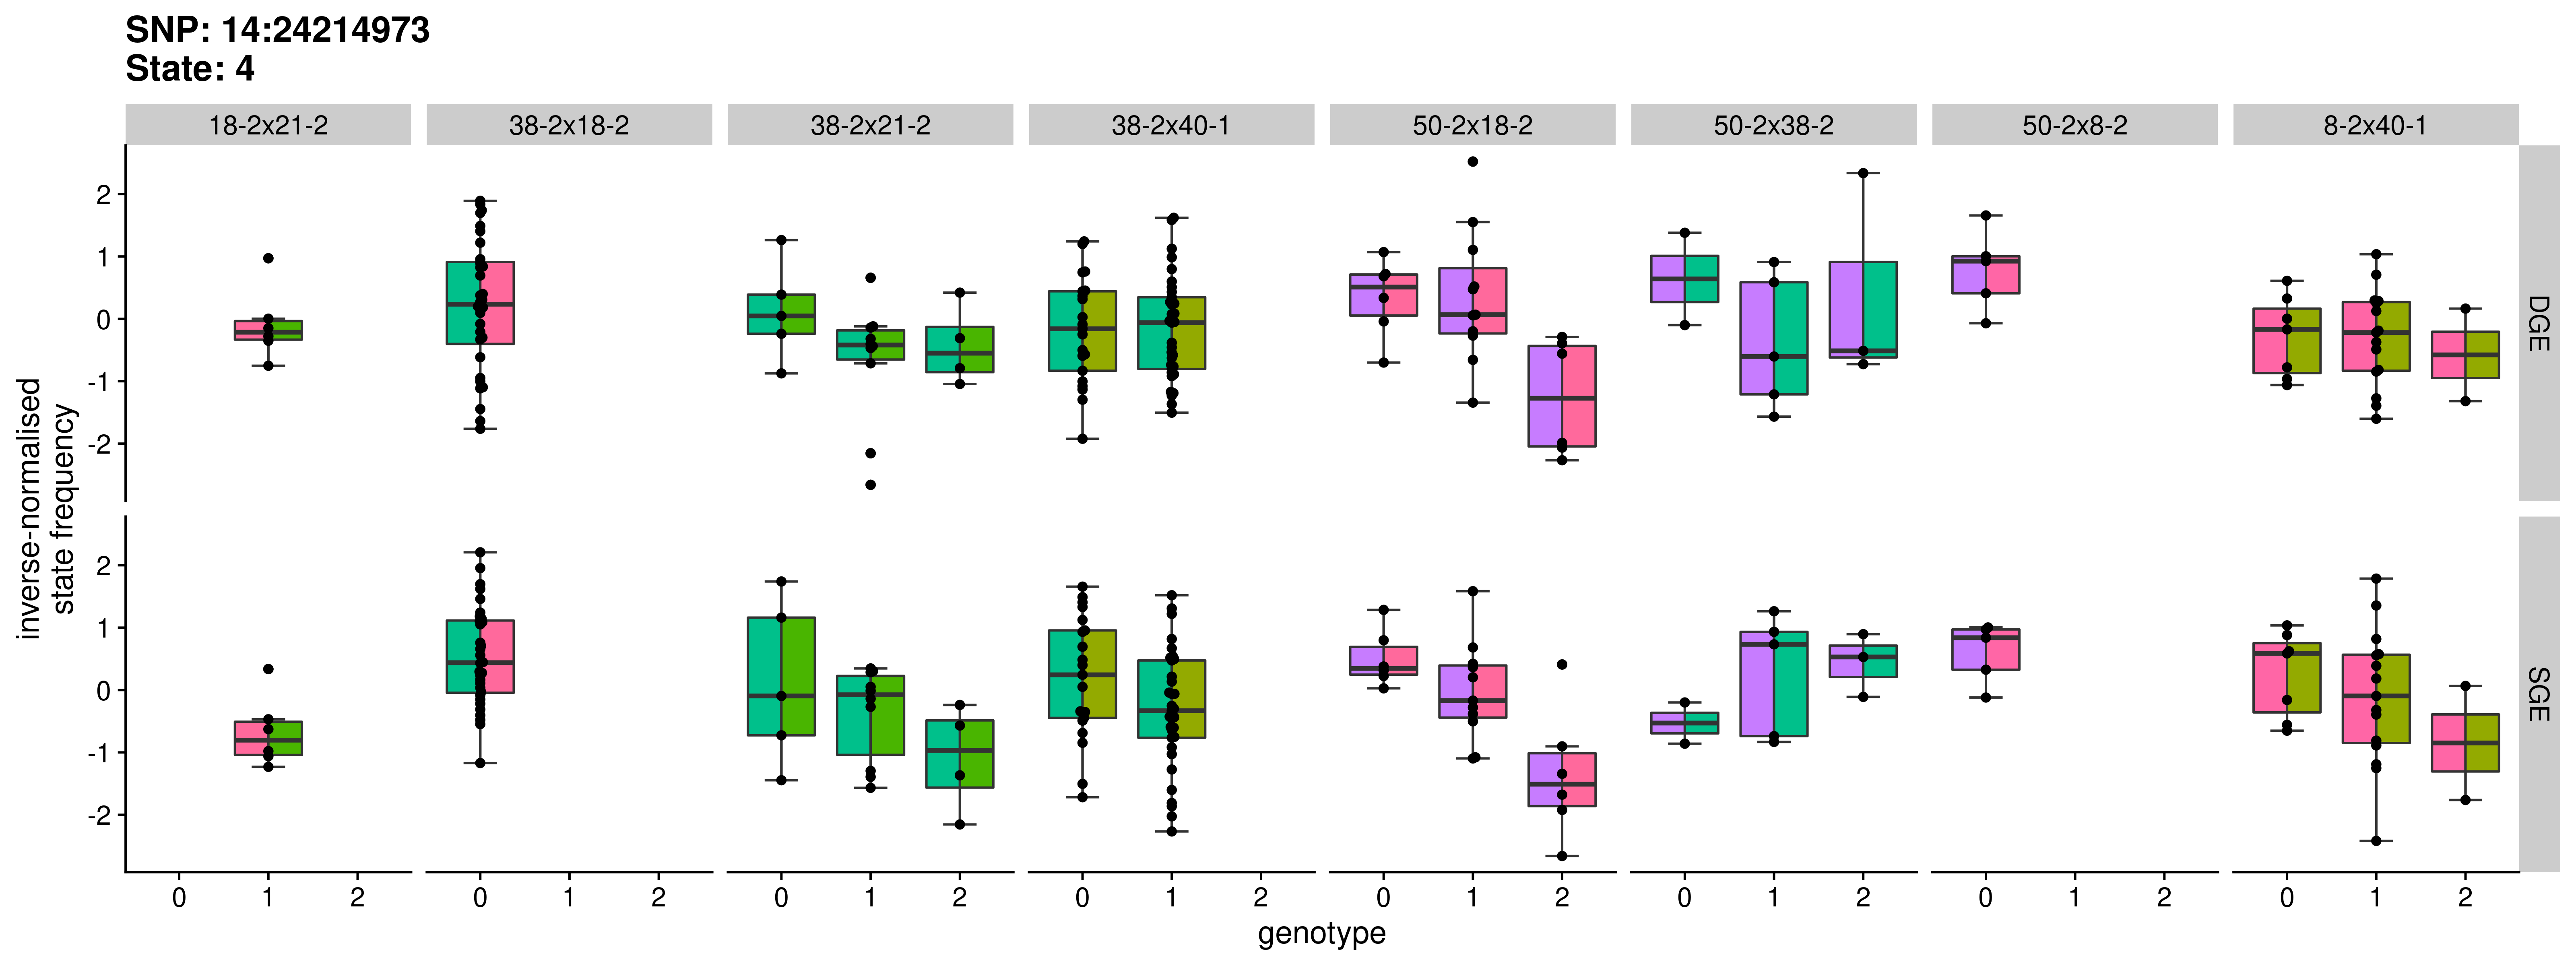 SNP: 14:24214973
State: 4
18-2x21-2 38-2x18-2 38-2x21-2 38-2x40-1 50-2x18-2 50-2x38-2 50-2x8-2 8-2x40-1
inverse-normalised
state frequency
2
1
0
-1
-2
DGE
2
1
0
-1
-2
SGE
0 1 2 0 1 2 0 1 2 0 1 2 0 1 2 0 1 2 0 1 2 0 1 2
genotype